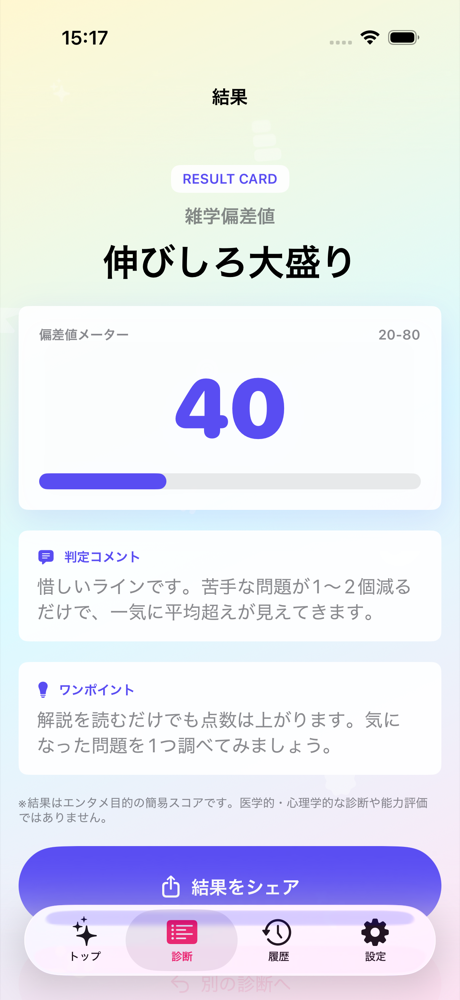 15:17
結果
RESULT CARD
雑学偏差値
伸びしろ大盛り
偏差値メーター
20-80
40
判定コメント
惜しいラインです。苦手な問題が1〜2個減る
だけで、一気に平均超えが見えてきます。
ワンポイント
解説を読むだけでも点数は上がります。気に
なった問題を1つ調べてみましょう。
※結果はエンタメ目的の簡易スコアです。医学的・心理学的な診断や能力評価
ではありません。
結果をシェア
トップ
診断
履歴
設定
別の診断へ